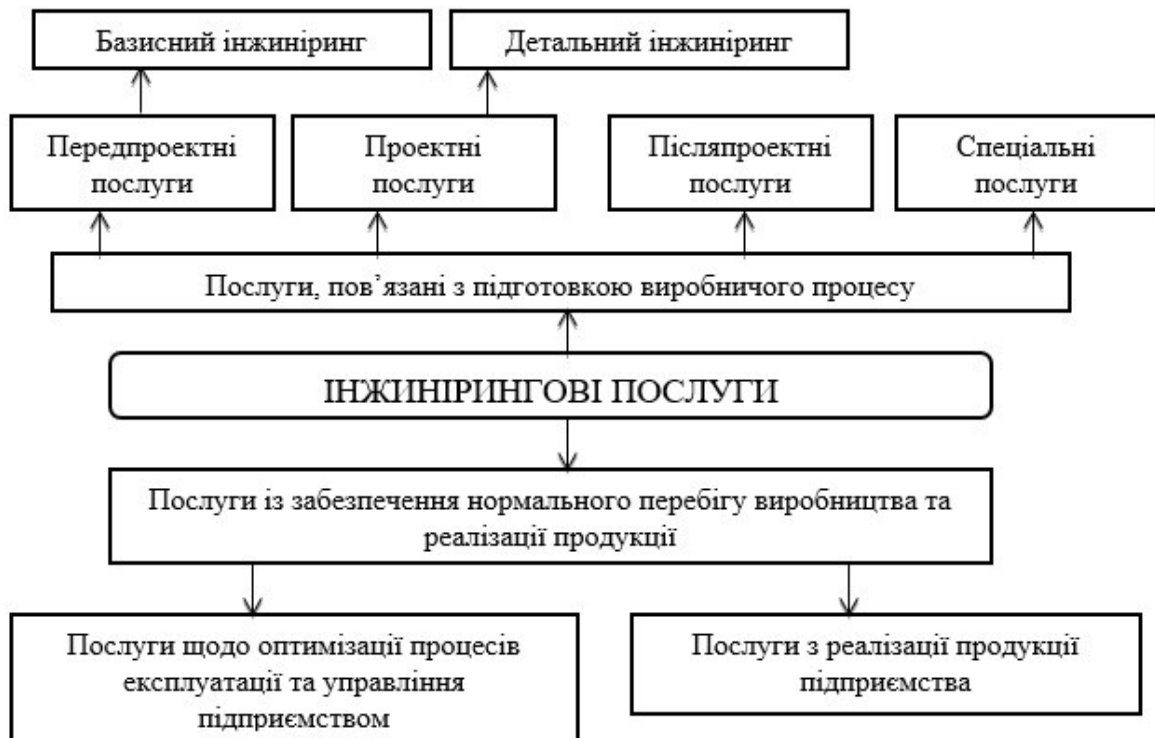 Базисний інжиніринг
Детальний інжиніринг
Передпроектні
послуги
Проектні
послуги
Післяпроектні
послуги
Спеціальні
послуги
Послуги, пов’язані з підготовкою виробничого процесу
ІНЖИНІРИНГОВІ ПОСЛУГИ
Послуги із забезпечення нормального перебігу виробництва та
реалізації продукції
Послуги щодо оптимізації процесів
експлуатації та управління
підприємством
Послуги з реалізації продукції
підприємства